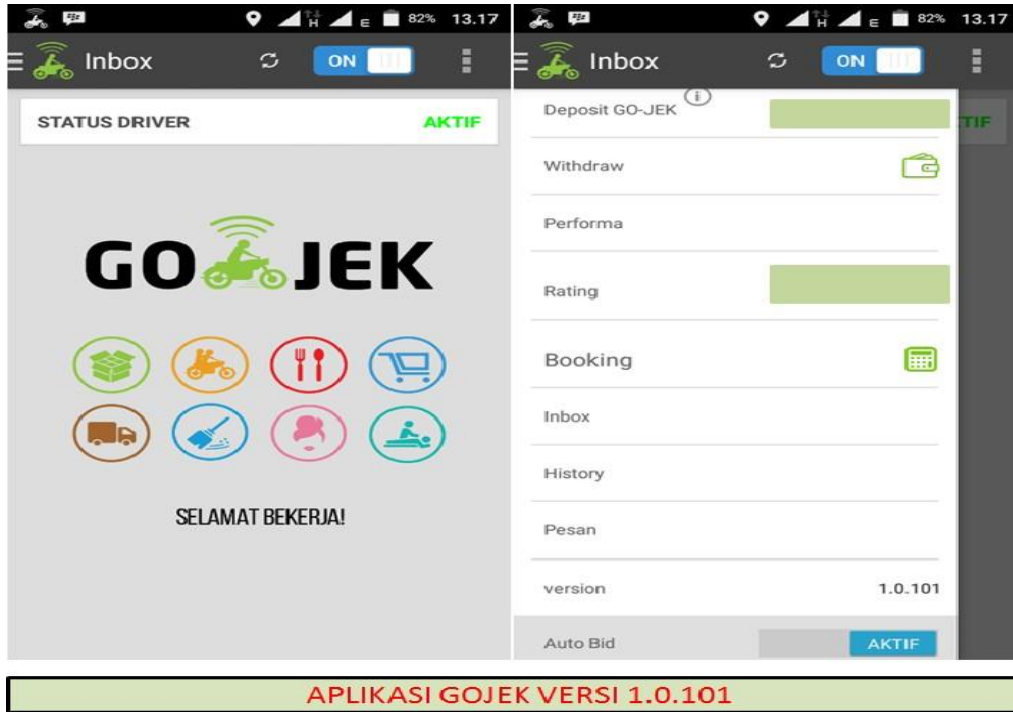 82% 13.17
Inbox ON
STATUS DRIVER AKTIF
GO JEK
SELAMAT BEKERJA!
E 82% 13.17
Inbox ON
Deposit GO-JEK i
TIF
Withdraw
Performa
Rating
Booking
Inbox
History
Pesan
version 1.0.101
Auto Bid AKTIF
APLIKASI GOJEK VERSI 1.0.101